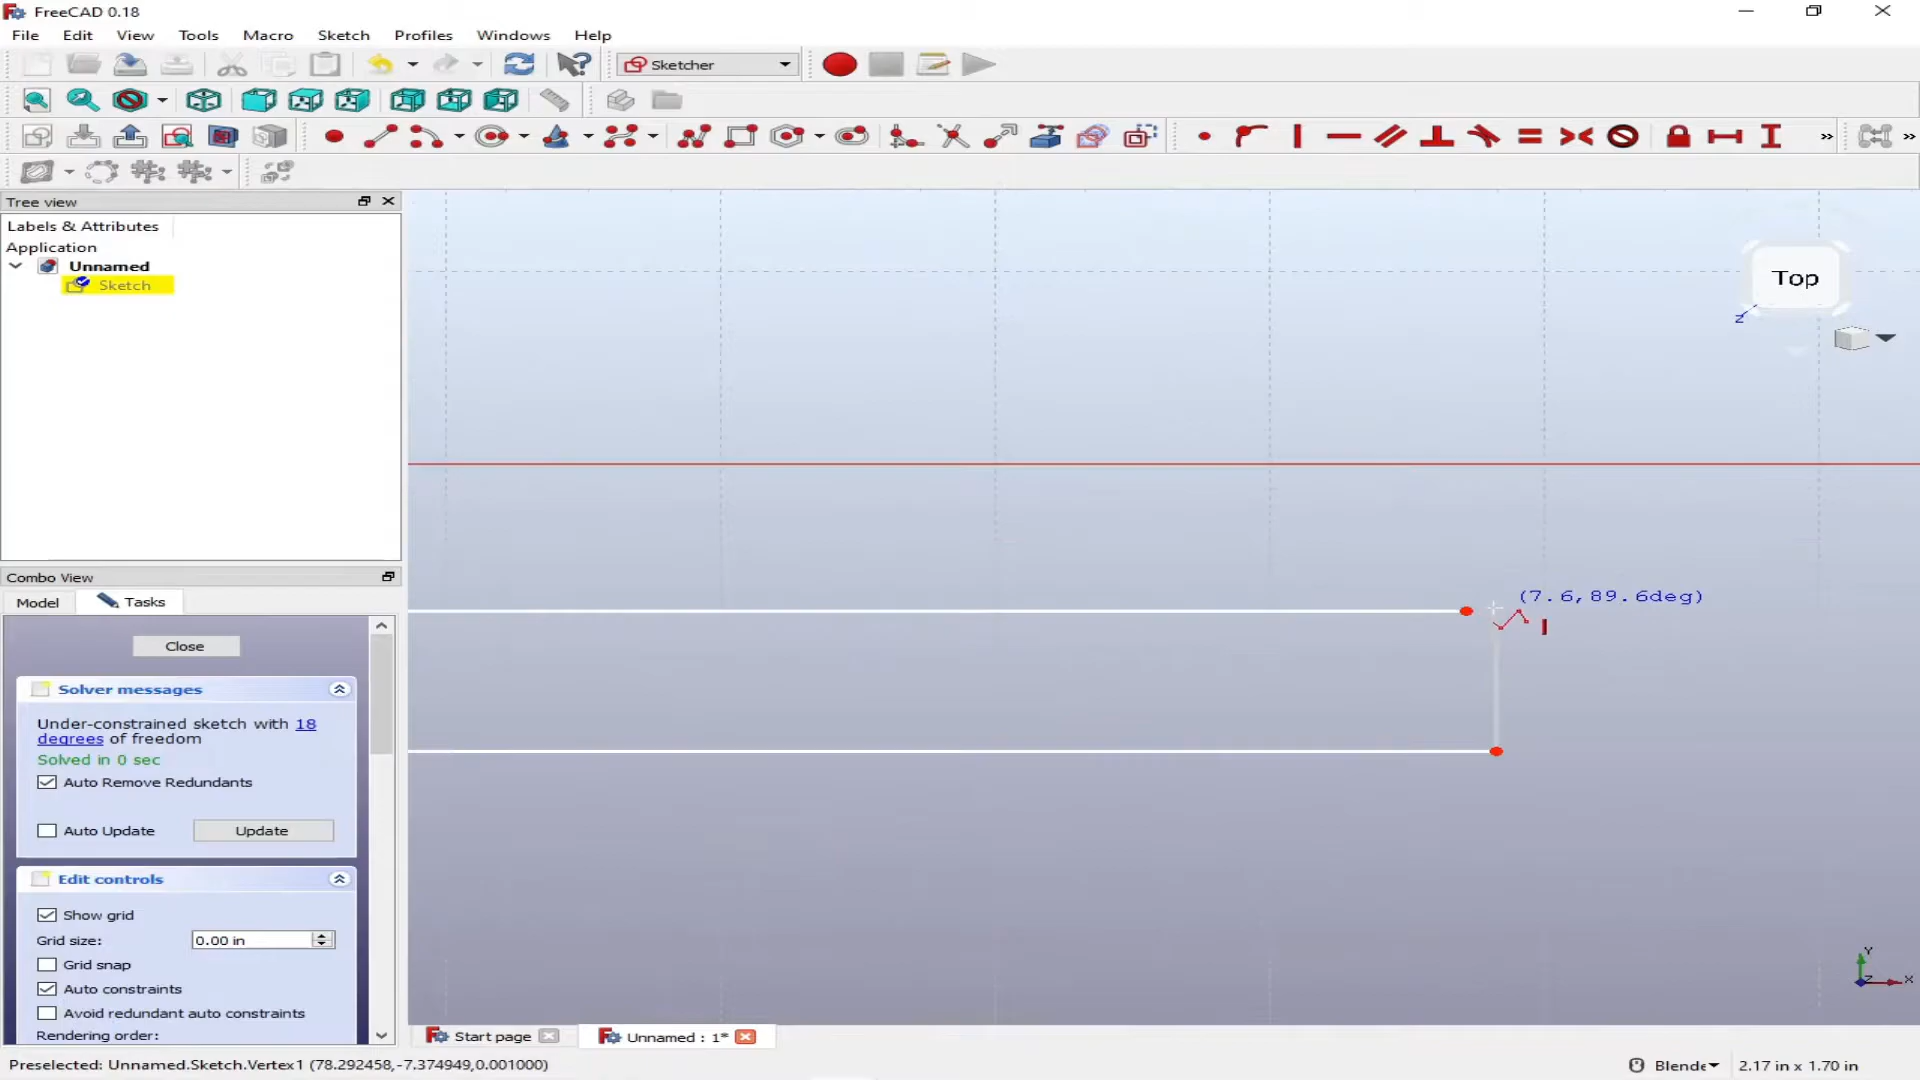 FreeCAD 0.18
File Edit View Tools Macro Sketch Profiles Windows Help
Sketcher
Tree view
Labels & Attributes
Application
Unnamed
Sketch
Top
z
(7.6,89.6deg)
Combo View
Model Tasks
Close
Solver messages
Under-constrained sketch with 18
degrees of freedom
Solved in 0 sec
Auto Remove Redundants
Auto Update Update
Edit controls
Show grid
Grid size: 0.00 in
Grid snap
Auto constraints
Avoid redundant auto constraints
Rendering order:
Y
Z X
Start page Unnamed : 1*
Preselected: Unnamed.Sketch.Vertex1 (78.292458,-7.374949,0.001000) Blende 2.17 in x 1.70 in